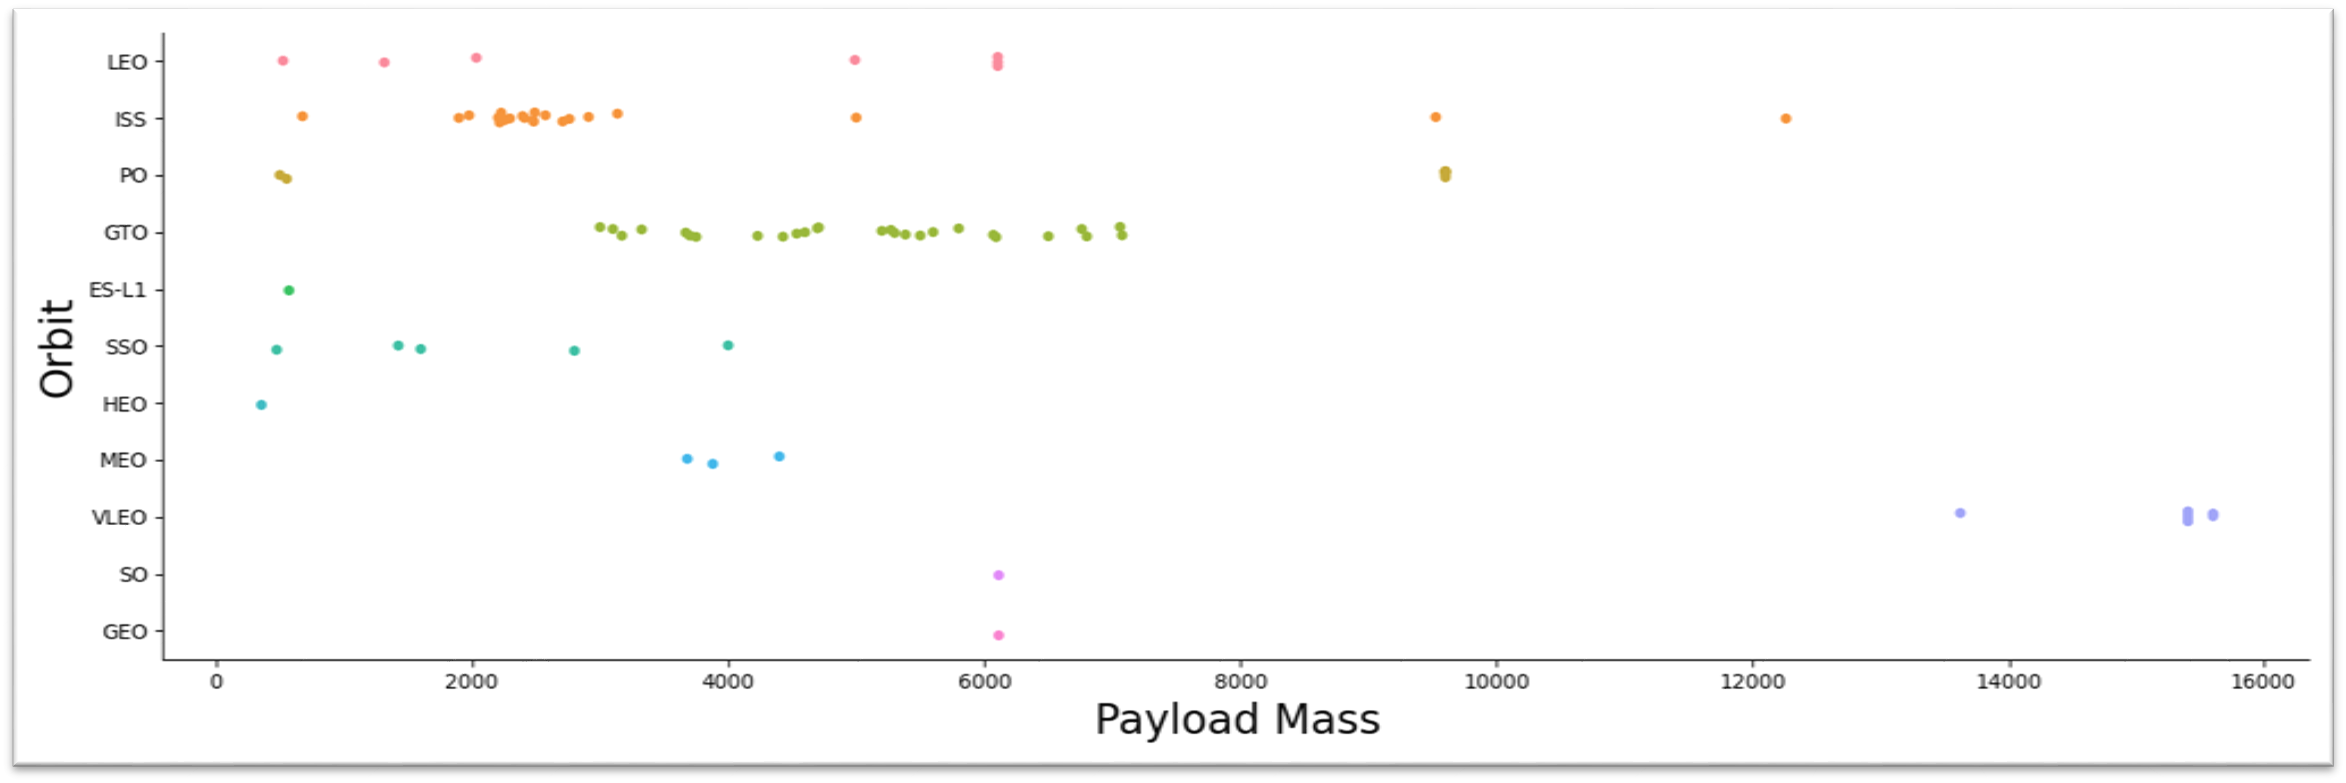 LEO
ISS
PO
GTO
ES-L1
SSO
HEO
MEO
VLEO
SO
GEO
Orbit
0 2000 4000 6000 8000 10000 12000 14000 16000
Payload Mass